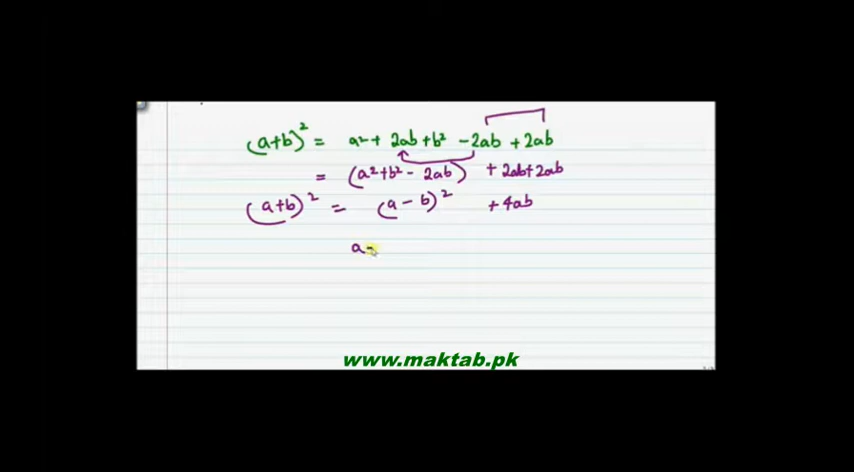 (a+b)² = a² + 2ab + b² - 2ab + 2ab
= (a² + b² - 2ab) + 2ab + 2ab
(a+b)² = (a - b)² + 4ab
a -
www.maktab.pk